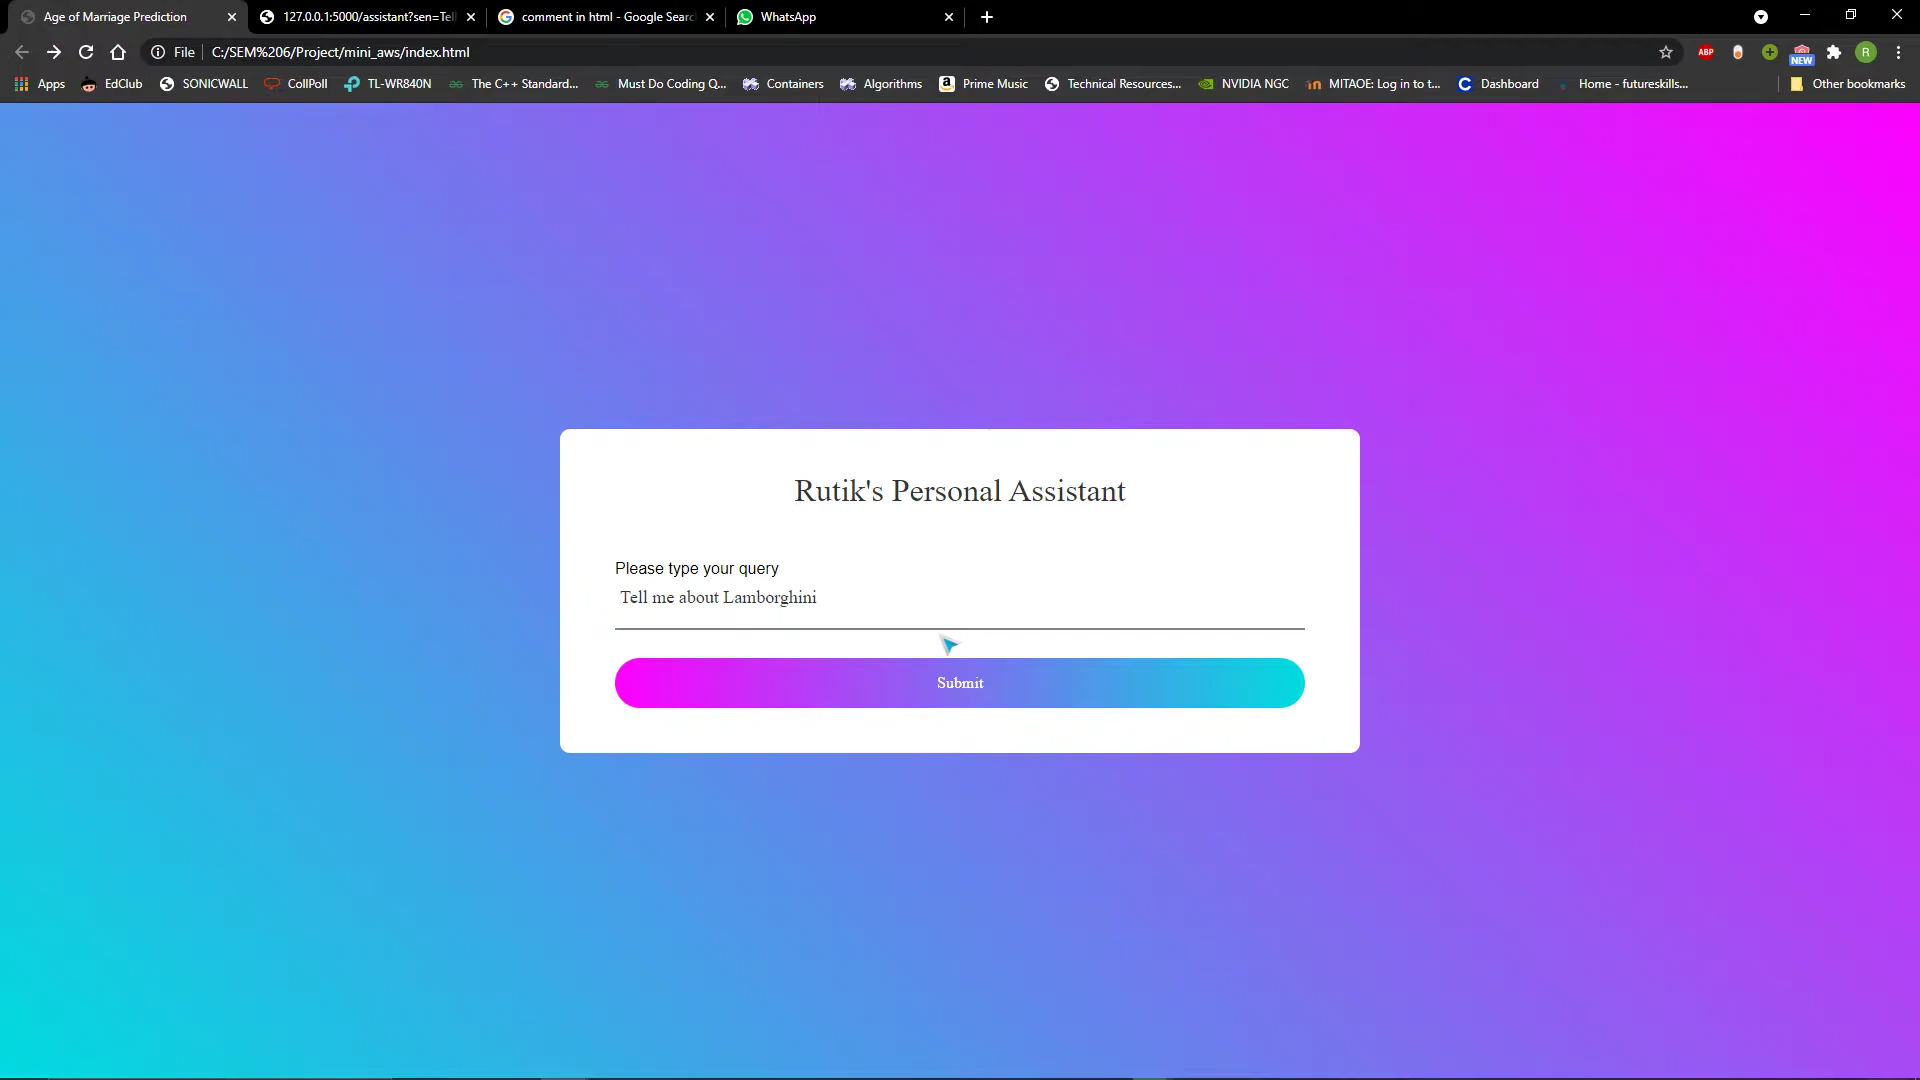 Age of Marriage Prediction
127.0.0.1:5000/assistant?sen=Tell
comment in html - Google Searc
WhatsApp
File
C:/SEM%206/Project/mini_aws/index.html
ABP
NEW
R
Apps
EdClub
SONICWALL
CollPoll
TL-WR840N
The C++ Standard...
Must Do Coding Q...
Containers
Algorithms
Prime Music
Technical Resources...
NVIDIA NGC
MITAOE: Log in to t...
Dashboard
Home - futureskills...
Other bookmarks
Rutik's Personal Assistant
Please type your query
Tell me about Lamborghini
Submit